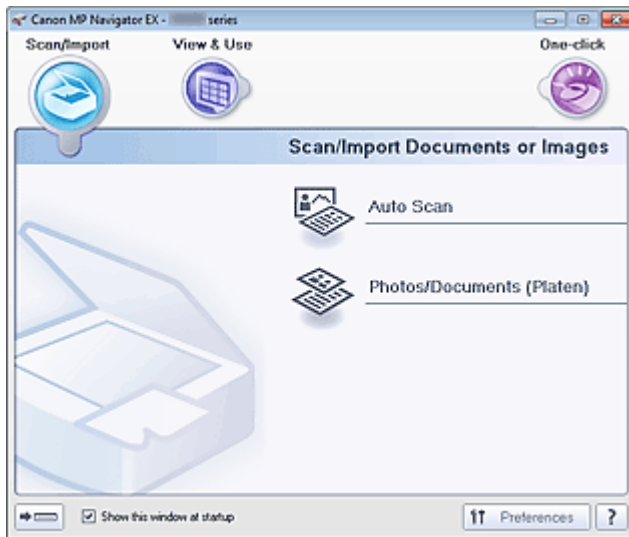 Canon MP Navigator EX - series
Scan/Import
View & Use
One-click
Scan/Import Documents or Images
Auto Scan
Photos/Documents (Platen)
Show this window at startup
Preferences
?